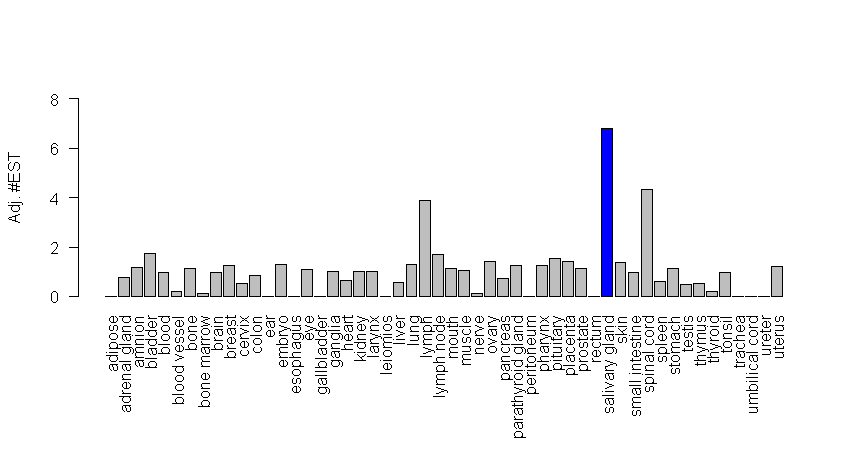 8
6
4
2
0
Adj. #EST
adipose
adrenal gland
amnion
bladder
blood
blood vessel
bone
bone marrow
brain
breast
cervix
colon
ear
embryo
esophagus
eye
gallbladder
ganglia
heart
kidney
larynx
leiomios
liver
lung
lymph
lymph node
mouth
muscle
nerve
ovary
pancreas
parathyroid gland
peritoneum
pharynx
pituitary
placenta
prostate
rectum
salivary gland
skin
small intestine
spinal cord
spleen
stomach
testis
thymus
thyroid
tonsil
trachea
umbilical cord
ureter
uterus